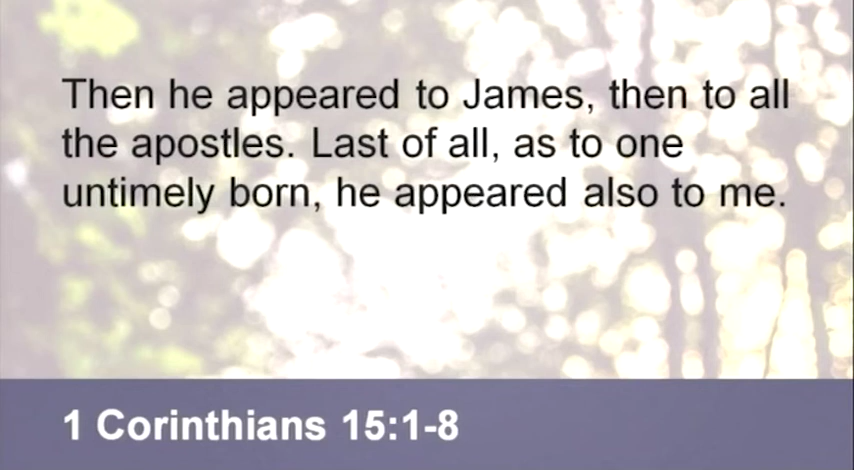 Then he appeared to James, then to all
the apostles. Last of all, as to one
untimely born, he appeared also to me.
1 Corinthians 15:1-8